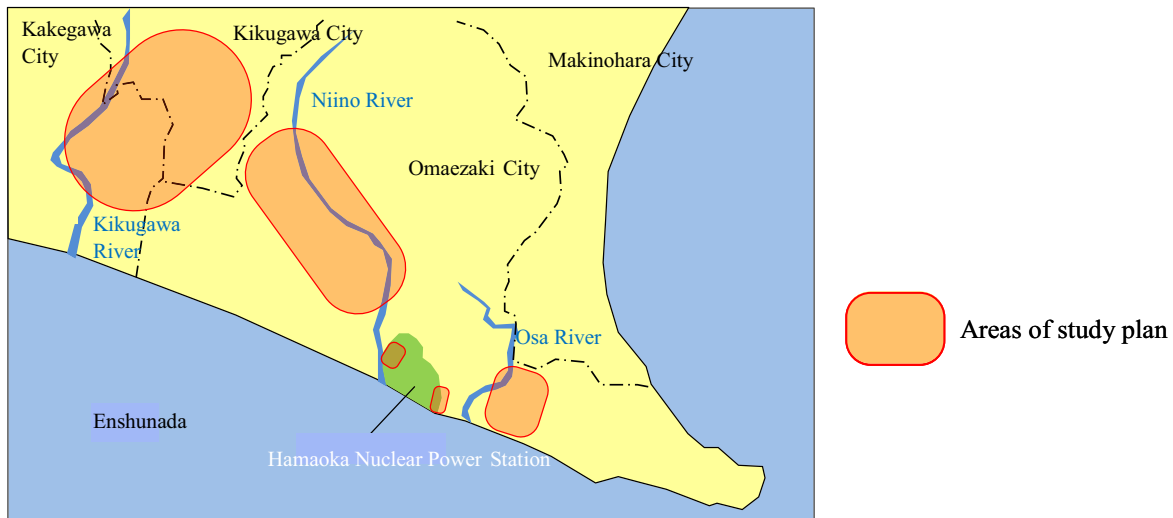 Kakegawa
City
Kikugawa City
Makinohara City
Niino River
Omaezaki City
Kikugawa
River
Osa River
Areas of study plan
Enshunada
Hamaoka Nuclear Power Station